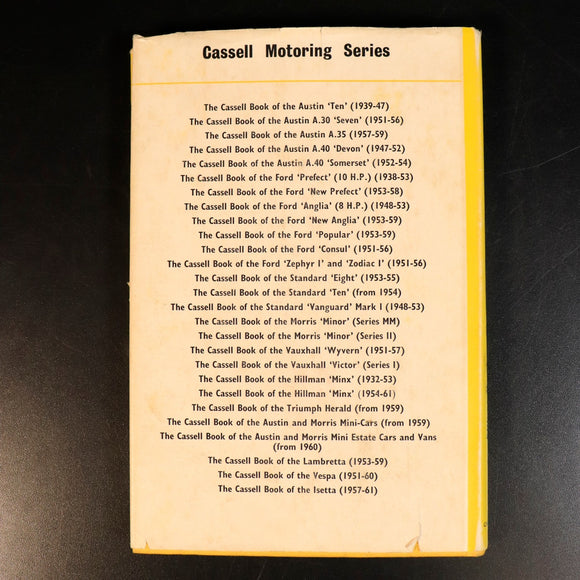 Cassell Motoring Series
The Cassell Book of the Austin 'Ten' (1939-47)
The Cassell Book of the Austin A.30 'Seven' (1951-56)
The Cassell Book of the Austin A.35 (1957-59)
The Cassell Book of the Austin A.40 'Devon' (1947-52)
The Cassell Book of the Austin A.40 'Somerset' (1952-54)
The Cassell Book of the Ford 'Prefect' (10 H.P.) (1938-53)
The Cassell Book of the Ford 'New Prefect' (1953-58)
The Cassell Book of the Ford 'Anglia' (8 H.P.) (1948-53)
The Cassell Book of the Ford 'New Anglia' (1953-59)
The Cassell Book of the Ford 'Popular' (1953-59)
The Cassell Book of the Ford 'Consul' (1951-56)
The Cassell Book of the Ford 'Zephyr I' and 'Zodiac I' (1951-56)
The Cassell Book of the Standard 'Eight' (1953-55)
The Cassell Book of the Standard 'Ten' (from 1954)
The Cassell Book of the Standard 'Vanguard' Mark I (1948-53)
The Cassell Book of the Morris 'Minor' (Series MM)
The Cassell Book of the Morris 'Minor' (Series II)
The Cassell Book of the Vauxhall 'Wyvern' (1951-57)
The Cassell Book of the Vauxhall 'Victor' (Series I)
The Cassell Book of the Hillman 'Minx' (1932-53)
The Cassell Book of the Hillman 'Minx' (1954-61)
The Cassell Book of the Triumph Herald (from 1959)
The Cassell Book of the Austin and Morris Mini-Cars (from 1959)
The Cassell Book of the Austin and Morris Mini Estate Cars and Vans
(from 1960)
The Cassell Book of the Lambretta (1953-59)
The Cassell Book of the Vespa (1951-60)
The Cassell Book of the Isetta (1957-61)